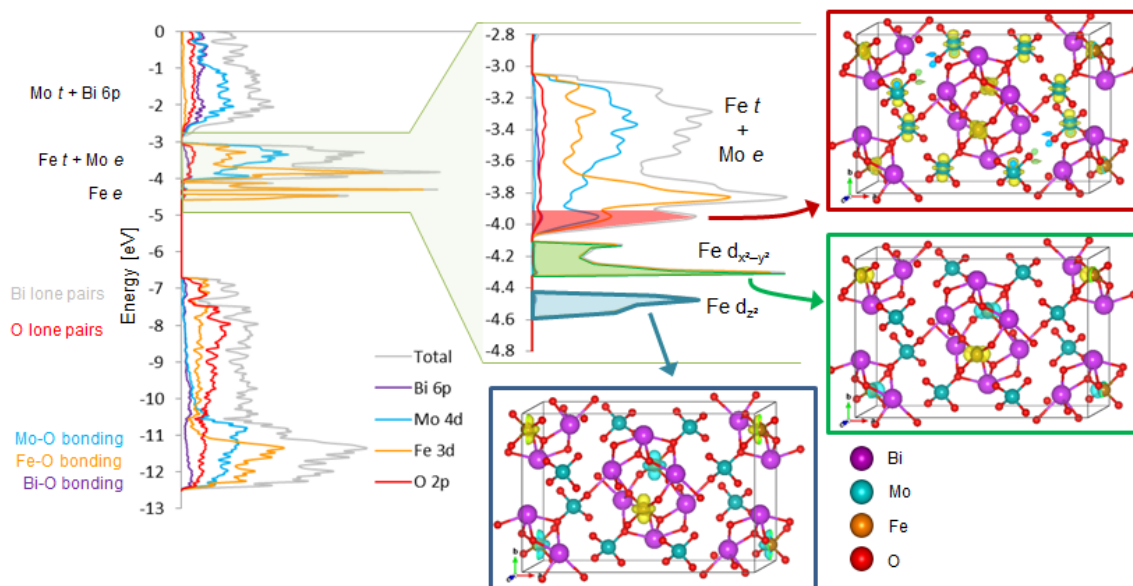 0
-1
-2
-3
-4
-5
-6
-7
-8
-9
-10
-11
-12
-13
Energy [eV]
Mo t + Bi 6p
Fe t + Mo e
Fe e
Bi lone pairs
O lone pairs
Mo-O bonding
Fe-O bonding
Bi-O bonding
Total
Bi 6p
Mo 4d
Fe 3d
O 2p
-2.8
-3.0
-3.2
-3.4
-3.6
-3.8
-4.0
-4.2
-4.4
-4.6
-4.8
Fe t
+
Mo e
Fe dx²–y²
Fe dz²
b
b
b
Bi
Mo
Fe
O